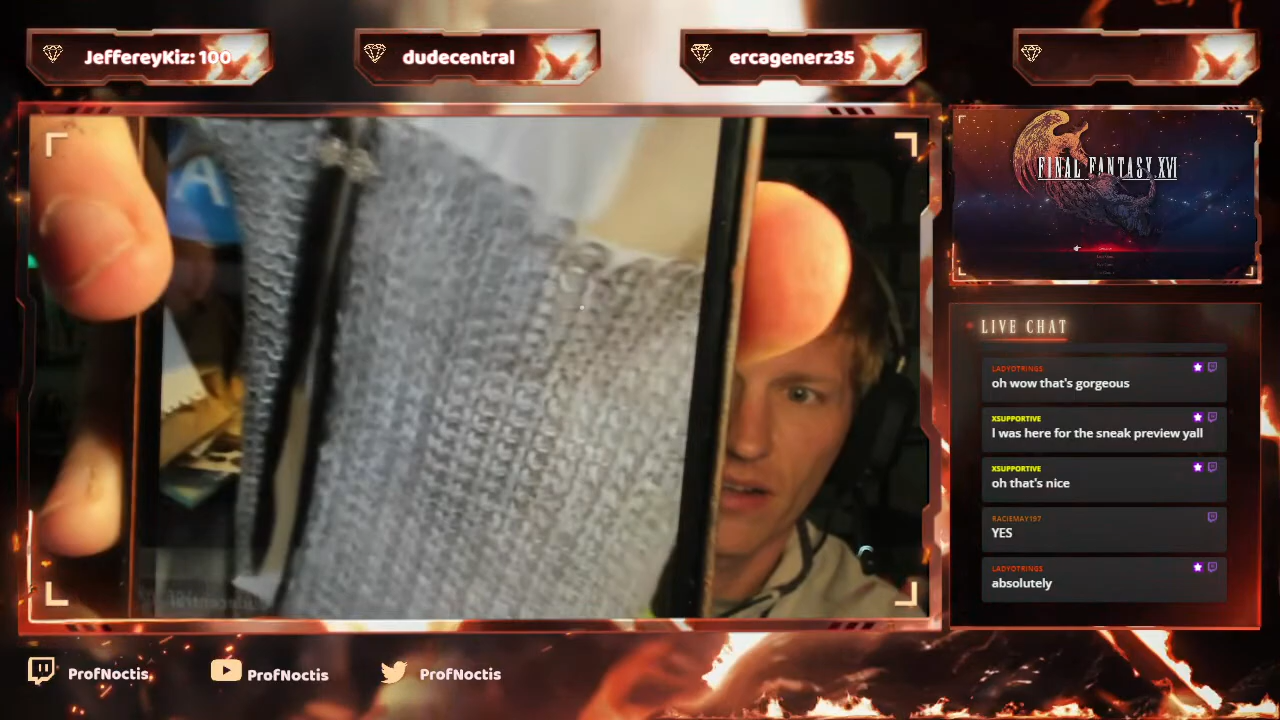 JeffereyKiz: 100
dudecentral
ercagenerz35
A
FINAL FANTASY XVI
LIVE CHAT
LADYOTRINGS
oh wow that's gorgeous
XSUPPORTIVE
I was here for the sneak preview yall
XSUPPORTIVE
oh that's nice
RACIEMAY197
YES
LADYOTRINGS
absolutely
ProfNoctis
ProfNoctis
ProfNoctis